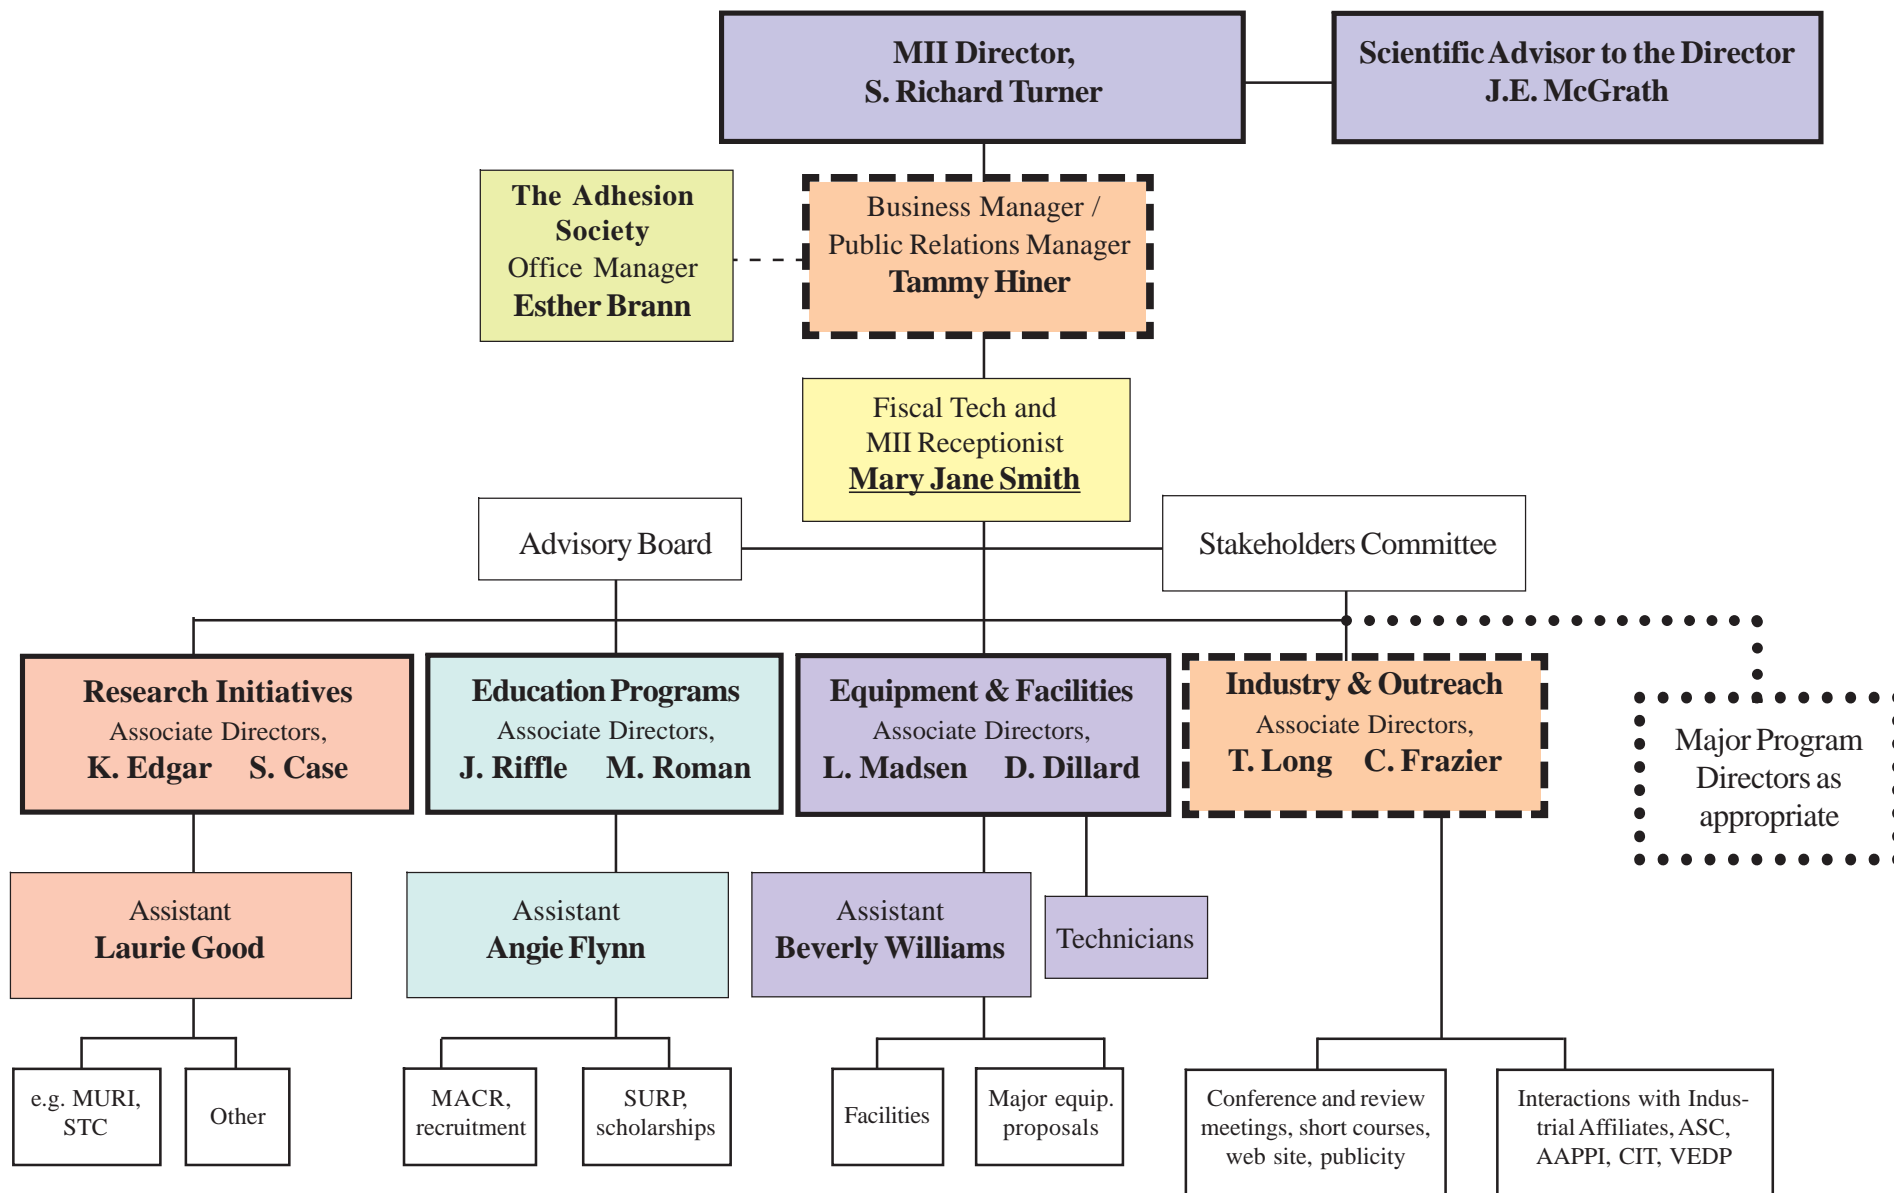 MII Director,
S. Richard Turner
Scientific Advisor to the Director
J.E. McGrath
The Adhesion
Society
Office Manager
Esther Brann
Business Manager /
Public Relations Manager
Tammy Hiner
Fiscal Tech and
MII Receptionist
Mary Jane Smith
Advisory Board
Stakeholders Committee
Research Initiatives
Associate Directors,
K. Edgar S. Case
Education Programs
Associate Directors,
J. Riffle M. Roman
Equipment & Facilities
Associate Directors,
L. Madsen D. Dillard
Industry & Outreach
Associate Directors,
T. Long C. Frazier
Major Program
Directors as
appropriate
Assistant
Laurie Good
Assistant
Angie Flynn
Assistant
Beverly Williams
Technicians
e.g. MURI,
STC
Other
MACR,
recruitment
SURP,
scholarships
Facilities
Major equip.
proposals
Conference and review
meetings, short courses,
web site, publicity
Interactions with Indus-
trial Affiliates, ASC,
AAPPI, CIT, VEDP